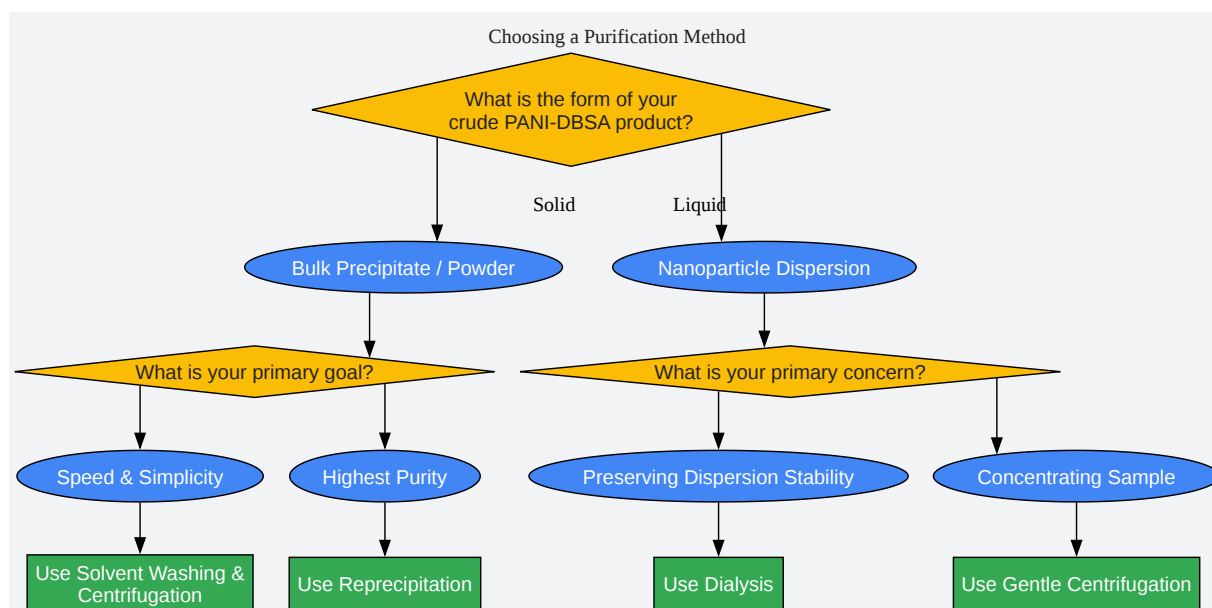 Choosing a Purification Method
What is the form of your
crude PANI-DBSA product?
Solid
Liquid
Bulk Precipitate / Powder
Nanoparticle Dispersion
What is your primary goal?
What is your primary concern?
Speed & Simplicity
Highest Purity
Preserving Dispersion Stability
Concentrating Sample
Use Solvent Washing &
Centrifugation
Use Reprecipitation
Use Dialysis
Use Gentle Centrifugation